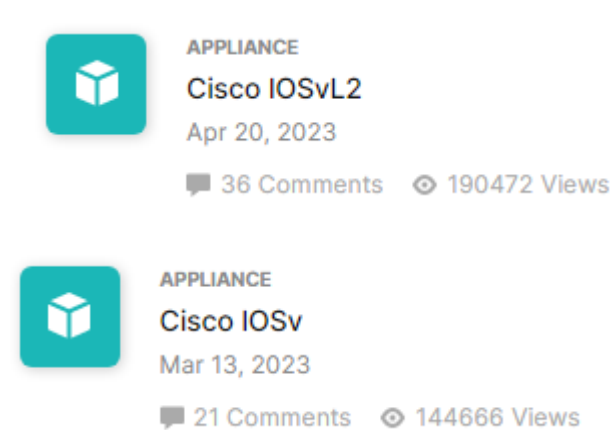 APPLIANCE
Cisco IOSvL2
Apr 20, 2023
36 Comments 190472 Views
APPLIANCE
Cisco IOSv
Mar 13, 2023
21 Comments 144666 Views